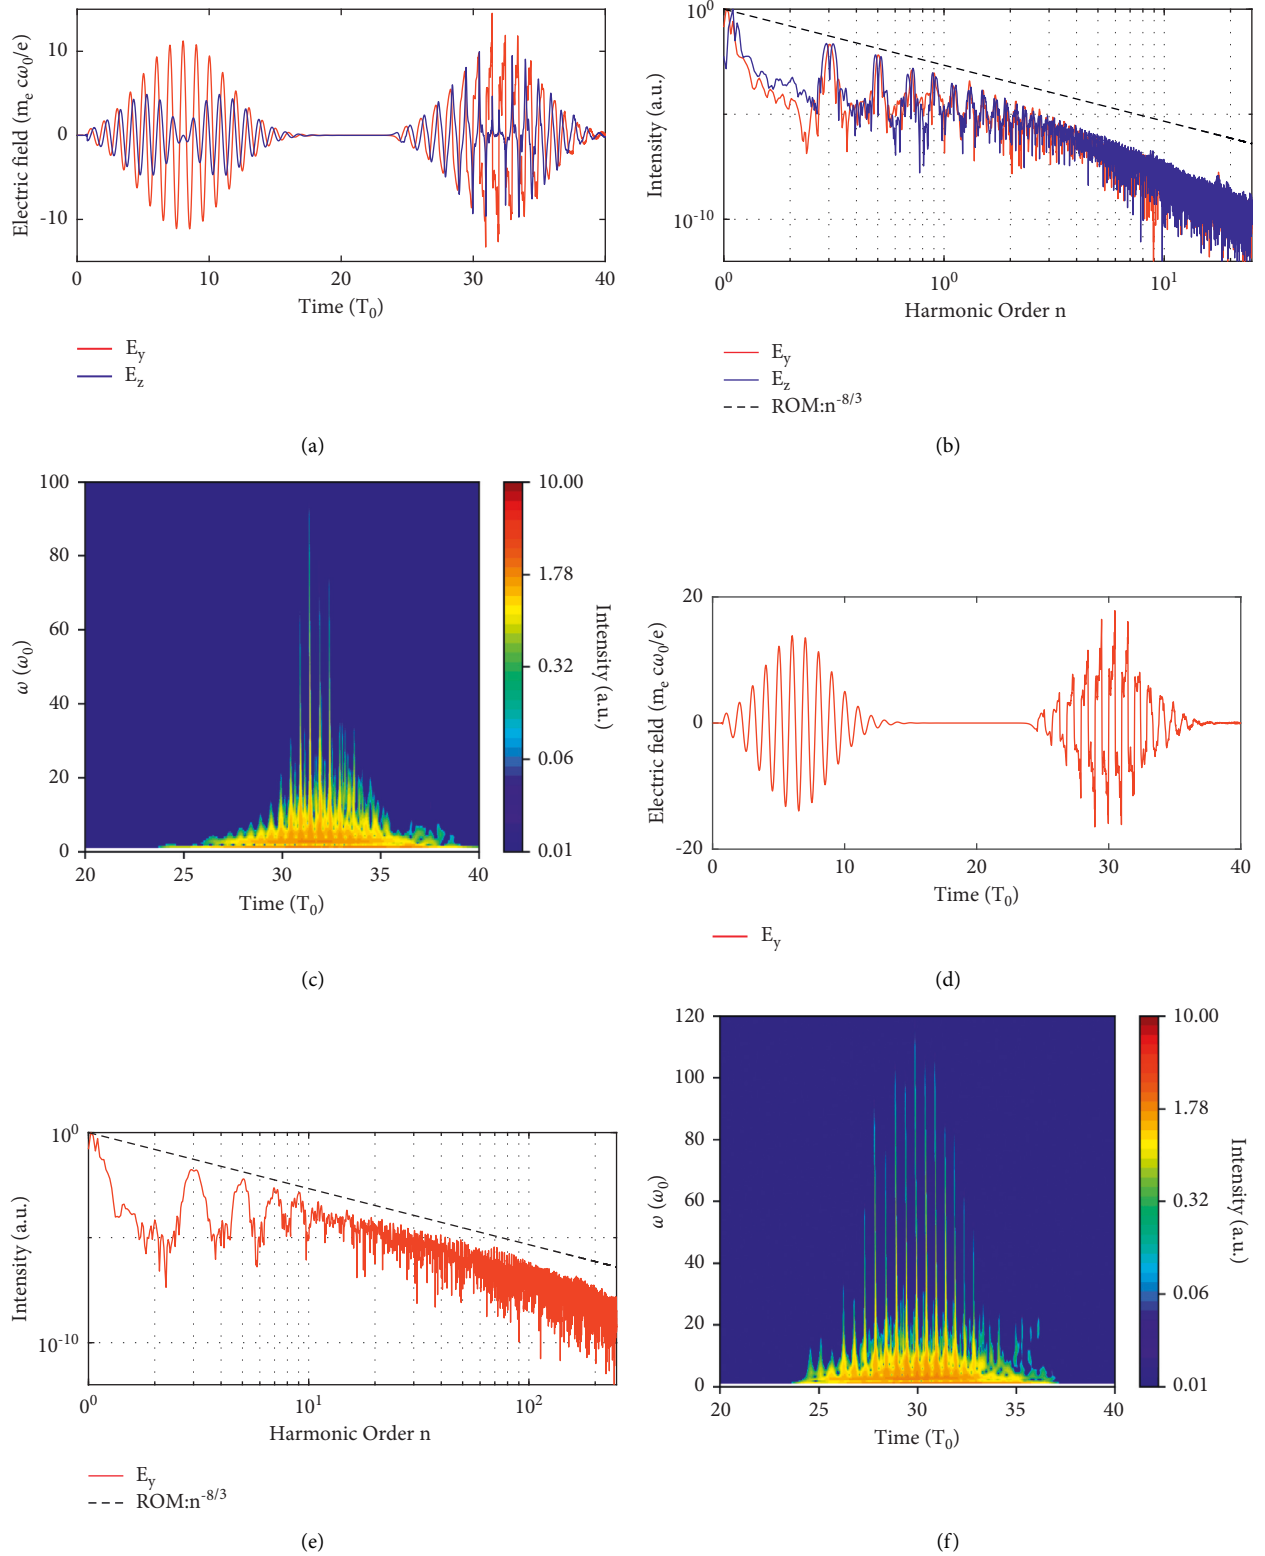 10
0
-10
Electric field (m_e cω_0/e)
0 10 20 30 40
Time (T_0)
E_y
E_z
(a)
10^0
10^-10
Intensity (a.u.)
0^0 10^0 10^1
Harmonic Order n
E_y
E_z
ROM:n^-8/3
(b)
100
80
60
40
20
0
ω (ω_0)
20 25 30 35 40
Time (T_0)
10.00
1.78
0.32
0.06
0.01
Intensity (a.u.)
(c)
20
0
-20
Electric field (m_e cω_0/e)
0 10 20 30 40
Time (T_0)
E_y
(d)
10^0
10^-10
Intensity (a.u.)
10^0 10^1 10^2
Harmonic Order n
E_y
ROM:n^-8/3
(e)
120
100
80
60
40
20
0
ω (ω_0)
20 25 30 35 40
Time (T_0)
10.00
1.78
0.32
0.06
0.01
Intensity (a.u.)
(f)